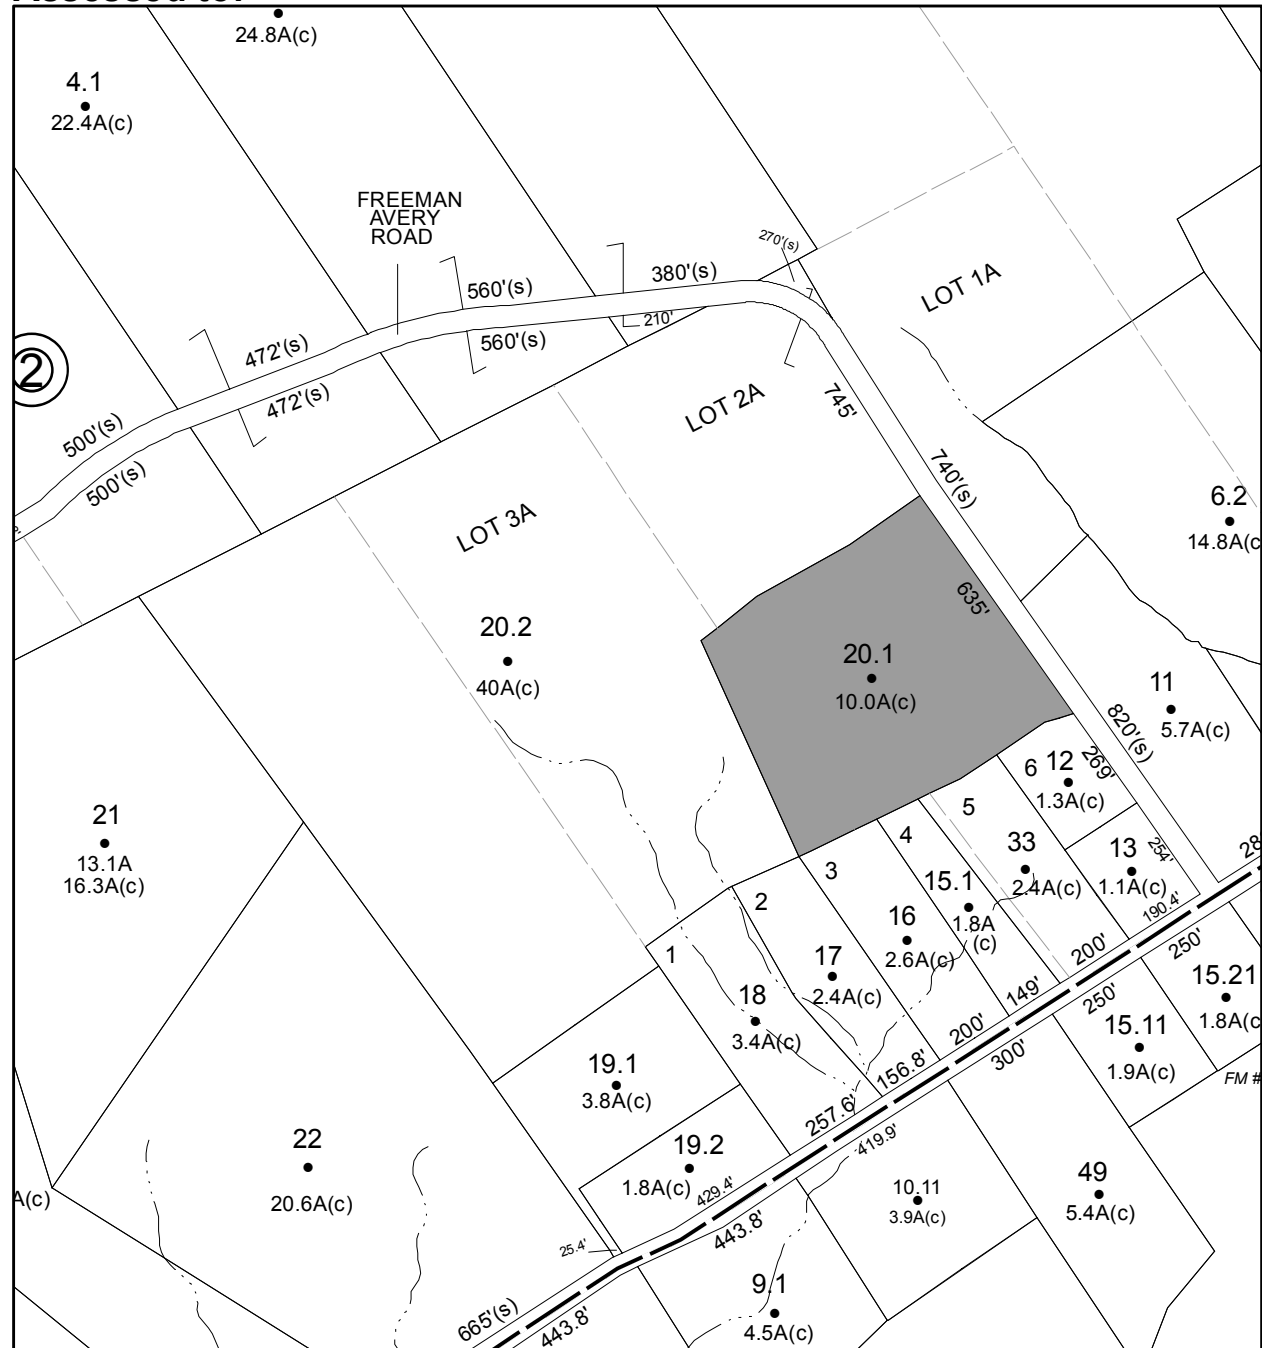 24.8A(c)
4.1
22.4A(c)
FREEMAN
AVERY
ROAD
270'(s)
380'(s)
560'(s)
210'
560'(s)
LOT 1A
472'(s)
472'(s)
2
LOT 2A
745'
500'(s)
500'(s)
740'(s)
LOT 3A
6.2
14.8A(c
635'
20.2
40A(c)
20.1
10.0A(c)
11
5.7A(c)
820'(s)
269'
6
12
1.3A(c)
5
21
13.1A
16.3A(c)
4
33
2.4A(c)
13
1.1A(c)
254'
28
3
15.1
1.8A
(c)
190.4'
2
16
2.6A(c)
200'
250'
1
17
2.4A(c)
149'
250'
15.21
1.8A(c
18
3.4A(c)
200'
300'
15.11
1.9A(c)
19.1
3.8A(c)
156.8'
FM #
257.6'
419.9'
22
20.6A(c)
19.2
1.8A(c)
429.4'
10.11
3.9A(c)
49
5.4A(c)
A(c)
443.8'
25.4'
9.1
4.5A(c)
665'(s)
443.8'